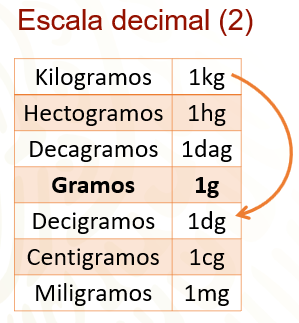 Escala decimal (2)
Kilogramos 1kg
Hectogramos 1hg
Decagramos 1dag
Gramos 1g
Decigramos 1dg
Centigramos 1cg
Miligramos 1mg